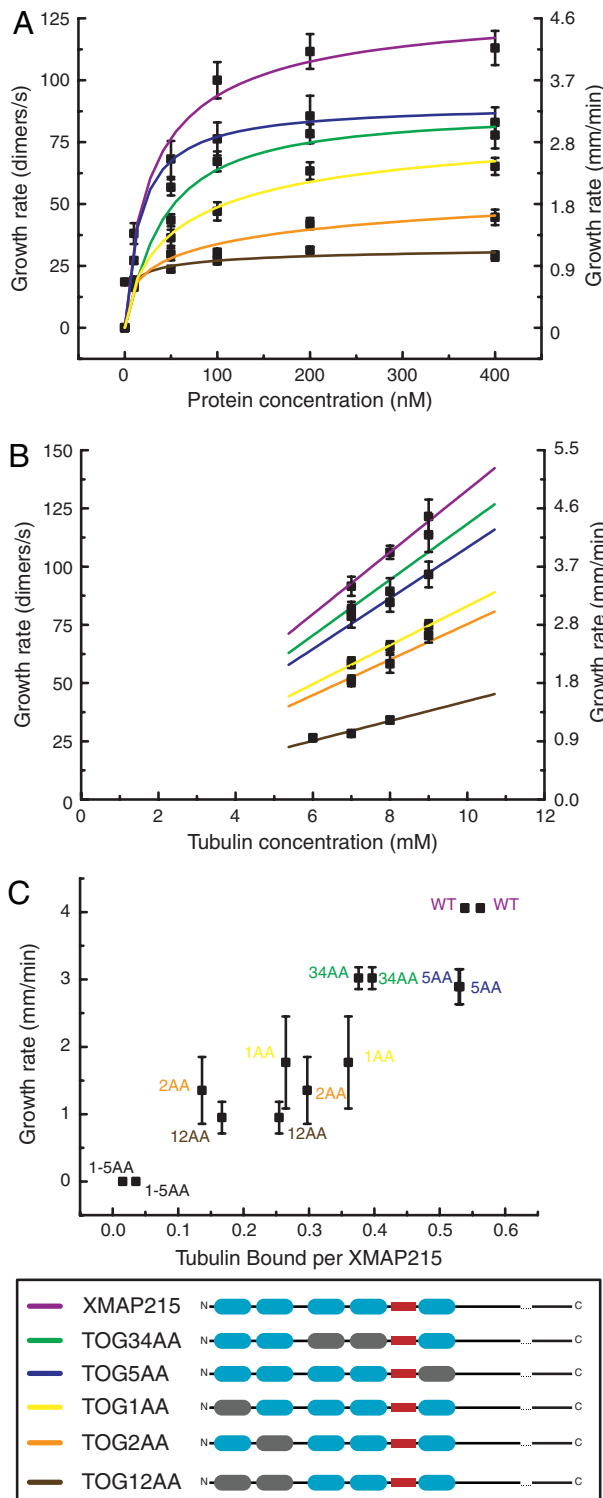 A
Growth rate (dimers/s)
125
100
75
50
25
0
4.6
3.7
2.8
1.8
0.9
0
Growth rate (mm/min)
0 100 200 300 400
Protein concentration (nM)
B
Growth rate (dimers/s)
150
125
100
75
50
25
0
5.5
4.6
3.7
2.8
1.8
0.9
0.0
Growth rate (mm/min)
0 2 4 6 8 10 12
Tubulin concentration (mM)
C
Growth rate (mm/min)
4
3
2
1
0
WT WT
34AA 34AA 5AA 5AA
1AA 1AA
2AA 2AA
12AA 12AA
1-5AA 1-5AA
0.0 0.1 0.2 0.3 0.4 0.5 0.6
Tubulin Bound per XMAP215
XMAP215 N C
TOG34AA N C
TOG5AA N C
TOG1AA N C
TOG2AA N C
TOG12AA N C